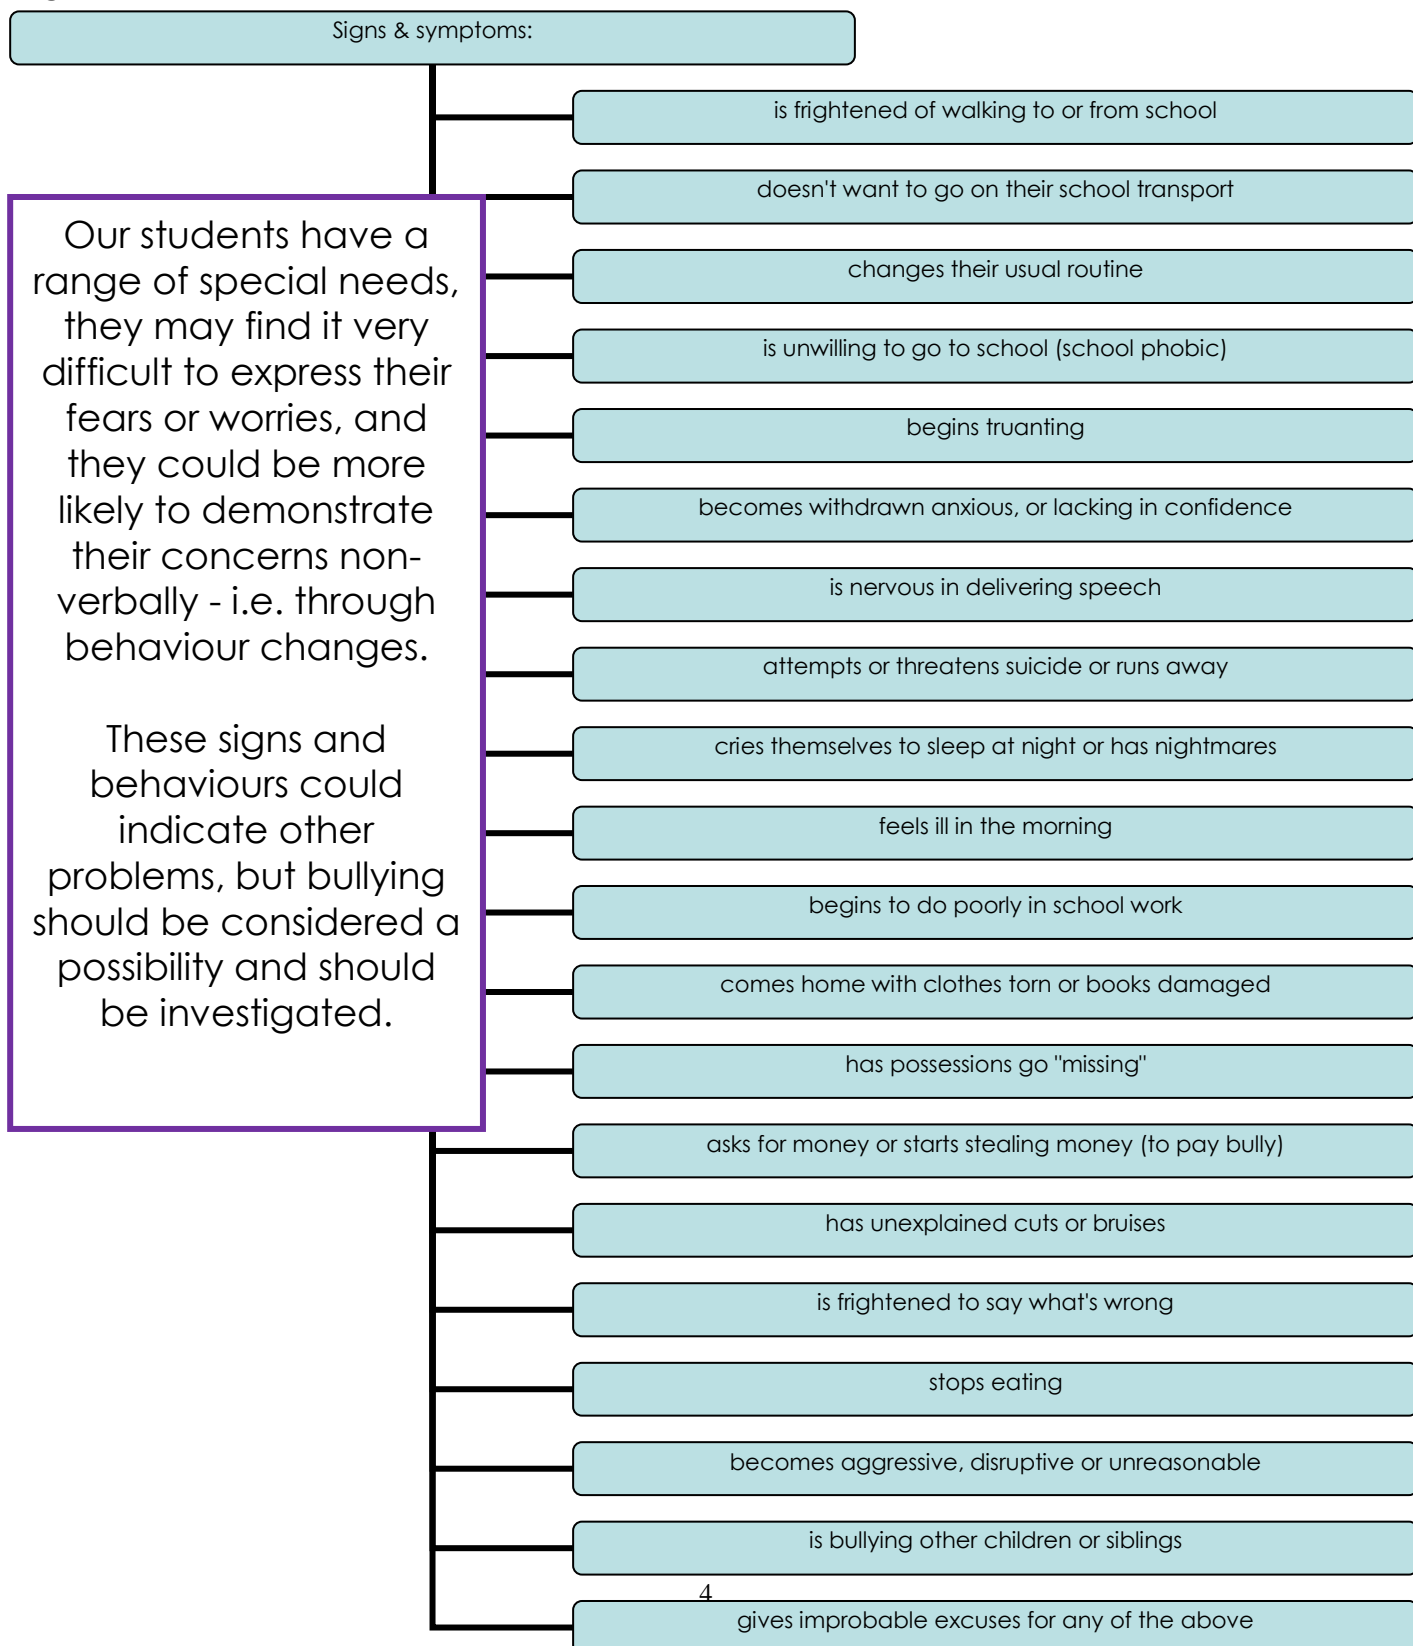 Signs & symptoms:
is frightened of walking to or from school
doesn't want to go on their school transport
changes their usual routine
is unwilling to go to school (school phobic)
begins truanting
becomes withdrawn anxious, or lacking in confidence
is nervous in delivering speech
attempts or threatens suicide or runs away
cries themselves to sleep at night or has nightmares
feels ill in the morning
begins to do poorly in school work
comes home with clothes torn or books damaged
has possessions go "missing"
asks for money or starts stealing money (to pay bully)
has unexplained cuts or bruises
is frightened to say what's wrong
stops eating
becomes aggressive, disruptive or unreasonable
is bullying other children or siblings
gives improbable excuses for any of the above
Our students have a
range of special needs,
they may find it very
difficult to express their
fears or worries, and
they could be more
likely to demonstrate
their concerns non-
verbally - i.e. through
behaviour changes.
These signs and
behaviours could
indicate other
problems, but bullying
should be considered a
possibility and should
be investigated.
4